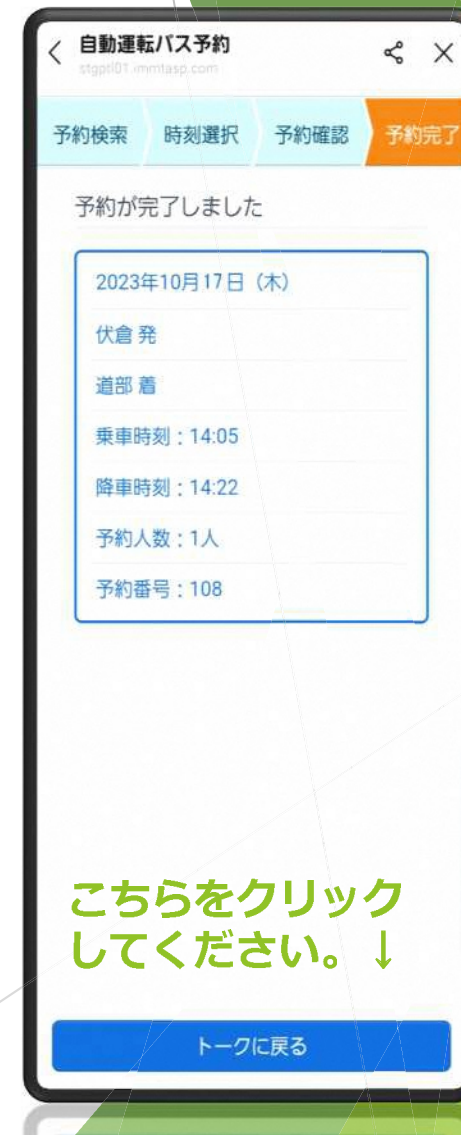 自動運転バス予約
stgptl01.mmtasp.com
予約検索
時刻選択
予約確認
予約完了
予約が完了しました
2023年10月17日（木）
伏倉 発
道部 着
乗車時刻：14:05
降車時刻：14:22
予約人数：1人
予約番号：108
こちらをクリック
してください。↓
トークに戻る